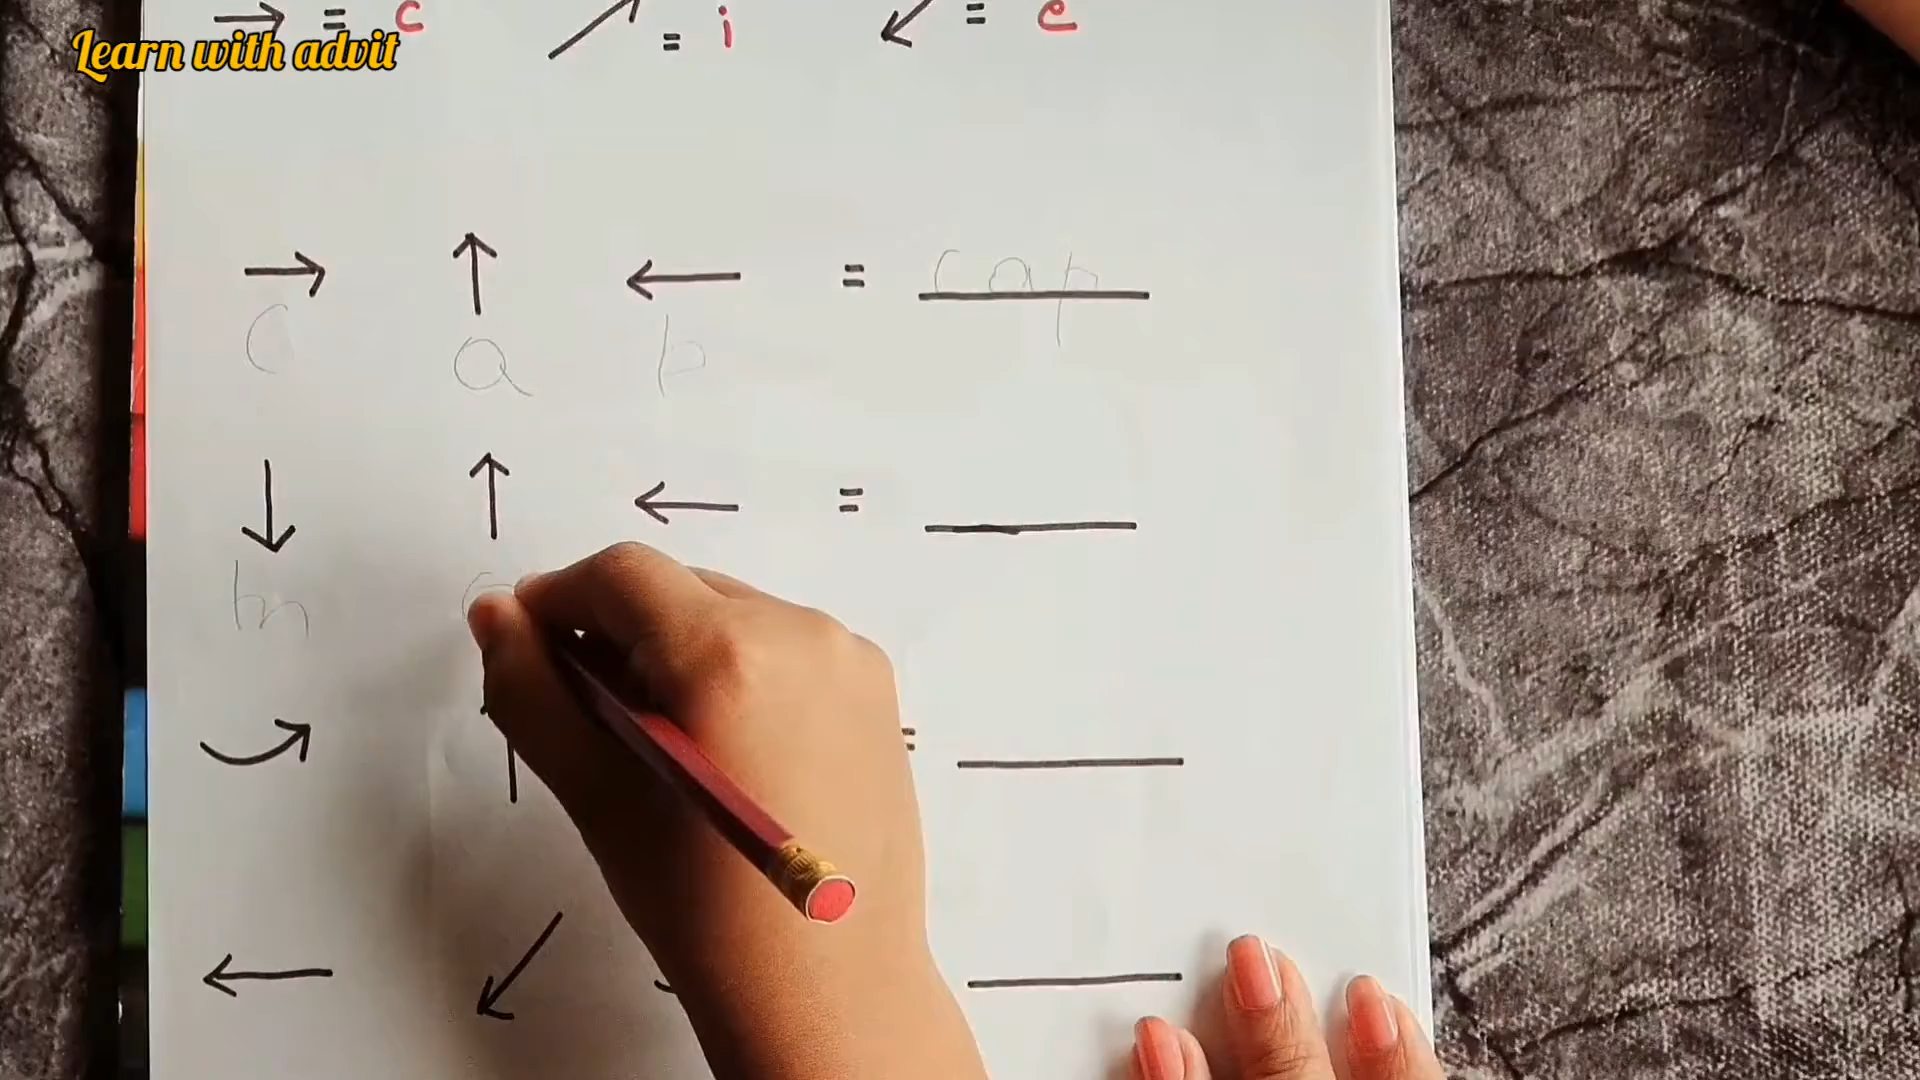 = c = i = e
Learn with advit
= cap
c a p
=
m a
=